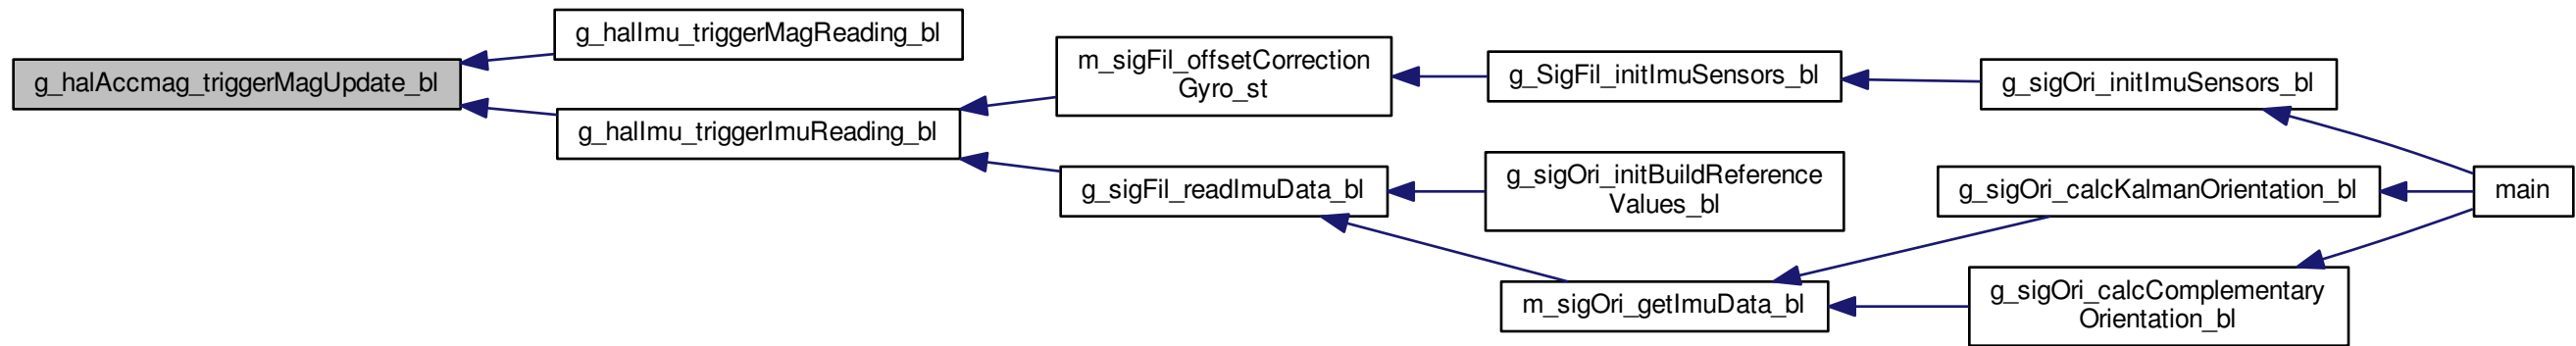 g_halAccmag_triggerMagUpdate_bl
g_halImu_triggerMagReading_bl
g_halImu_triggerImuReading_bl
m_sigFil_offsetCorrection
Gyro_st
g_sigFil_readImuData_bl
g_SigFil_initImuSensors_bl
g_sigOri_initBuildReference
Values_bl
m_sigOri_getImuData_bl
g_sigOri_initImuSensors_bl
g_sigOri_calcKalmanOrientation_bl
g_sigOri_calcComplementary
Orientation_bl
main